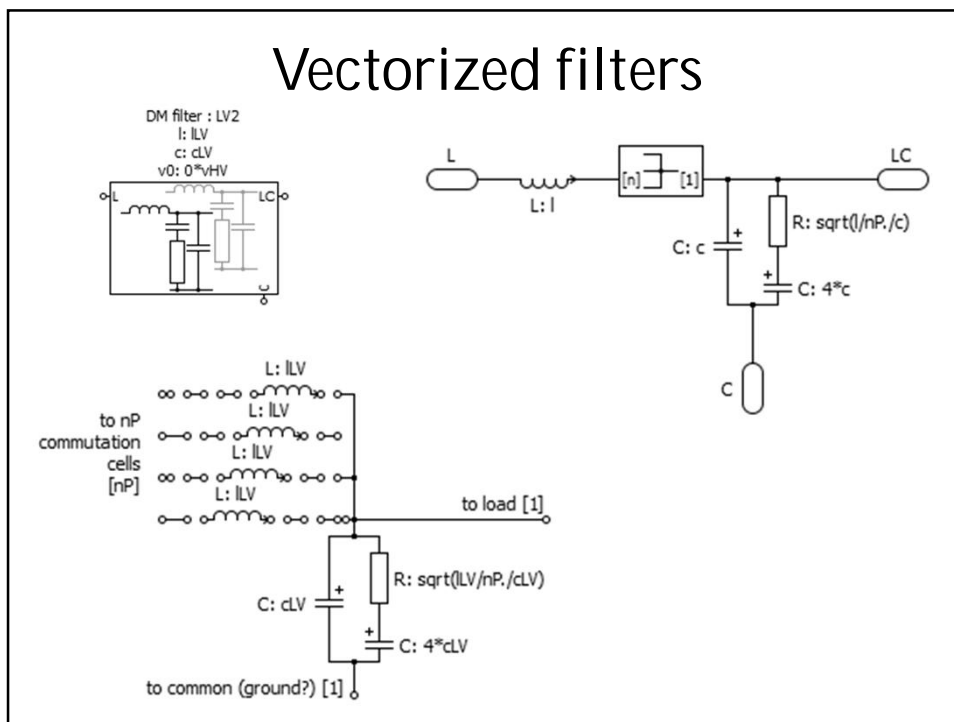 Vectorized filters
DM filter : LV2
l: lLV
c: cLV
v0: 0*vHV
L
LC
C
L
L: l
[n]
[1]
LC
C: c
R: sqrt(l/nP./c)
C: 4*c
C
L: lLV
L: lLV
L: lLV
L: lLV
to nP
commutation
cells
[nP]
to load [1]
C: cLV
R: sqrt(lLV/nP./cLV)
C: 4*cLV
to common (ground?) [1]